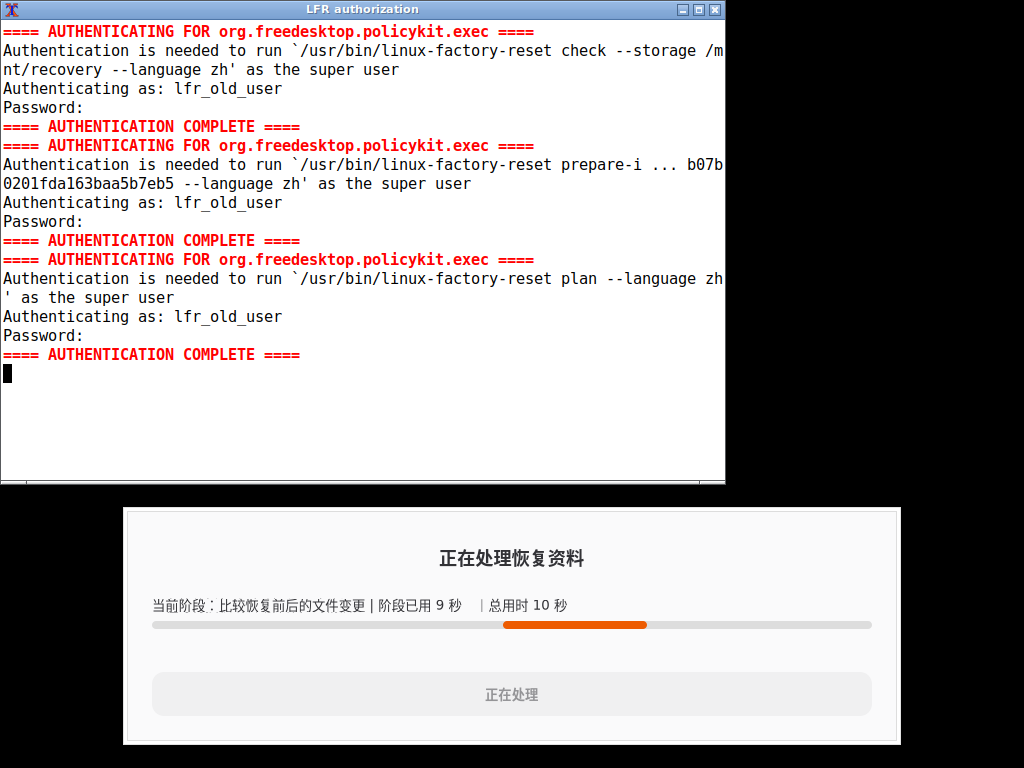 LFR authorization
==== AUTHENTICATING FOR org.freedesktop.policykit.exec ====
Authentication is needed to run `/usr/bin/linux-factory-reset check --storage /m
nt/recovery --language zh' as the super user
Authenticating as: lfr_old_user
Password:
==== AUTHENTICATION COMPLETE ====
==== AUTHENTICATING FOR org.freedesktop.policykit.exec ====
Authentication is needed to run `/usr/bin/linux-factory-reset prepare-i ... b07b
0201fda163baa5b7eb5 --language zh' as the super user
Authenticating as: lfr_old_user
Password:
==== AUTHENTICATION COMPLETE ====
==== AUTHENTICATING FOR org.freedesktop.policykit.exec ====
Authentication is needed to run `/usr/bin/linux-factory-reset plan --language zh
' as the super user
Authenticating as: lfr_old_user
Password:
==== AUTHENTICATION COMPLETE ====
正在处理恢复资料
当前阶段：比较恢复前后的文件变更 | 阶段已用 9 秒 | 总用时 10 秒
正在处理